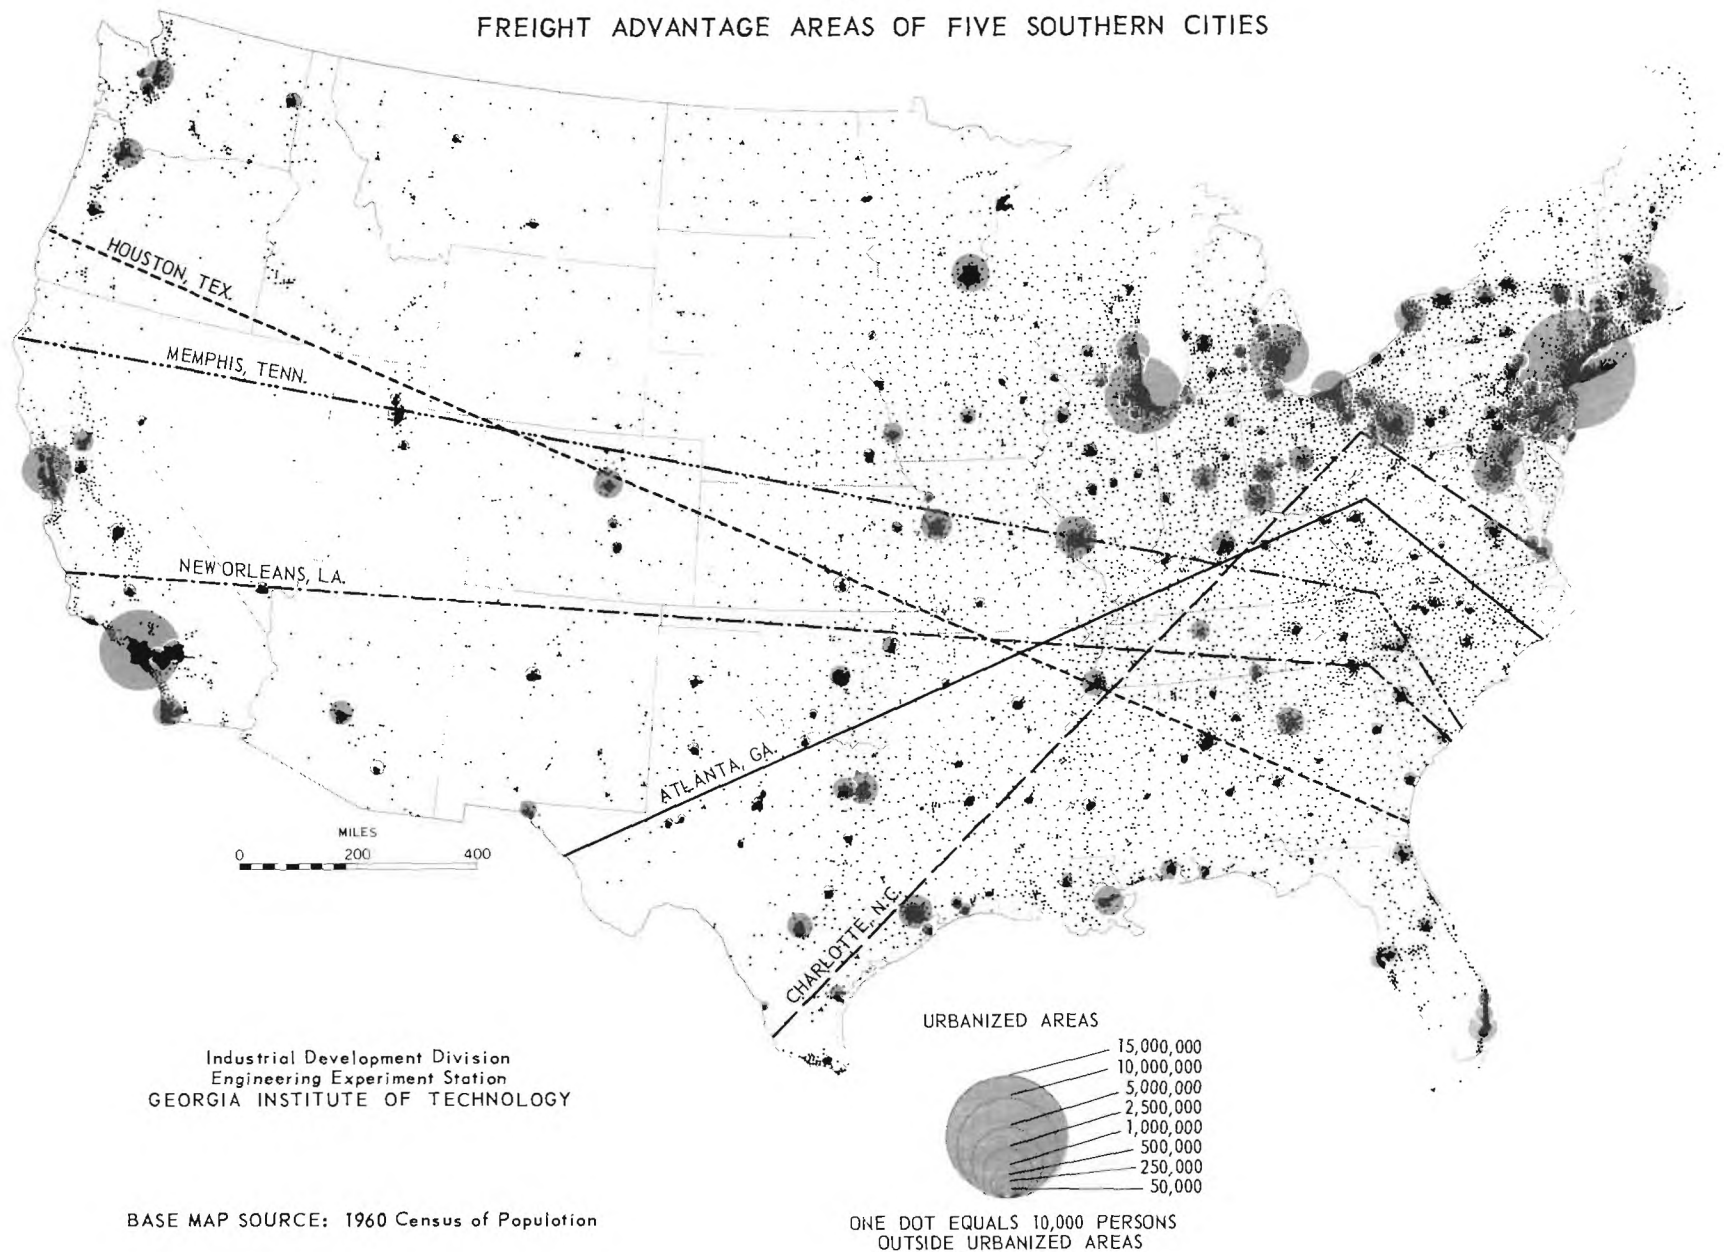 FREIGHT ADVANTAGE AREAS OF FIVE SOUTHERN CITIES
HOUSTON, TEX.
MEMPHIS, TENN.
NEW ORLEANS, LA.
ATLANTA, GA.
CHARLOTTE, N.C.
MILES
0 200 400
Industrial Development Division
Engineering Experiment Station
GEORGIA INSTITUTE OF TECHNOLOGY
BASE MAP SOURCE: 1960 Census of Population
URBANIZED AREAS
15,000,000
10,000,000
5,000,000
2,500,000
1,000,000
500,000
250,000
50,000
ONE DOT EQUALS 10,000 PERSONS
OUTSIDE URBANIZED AREAS